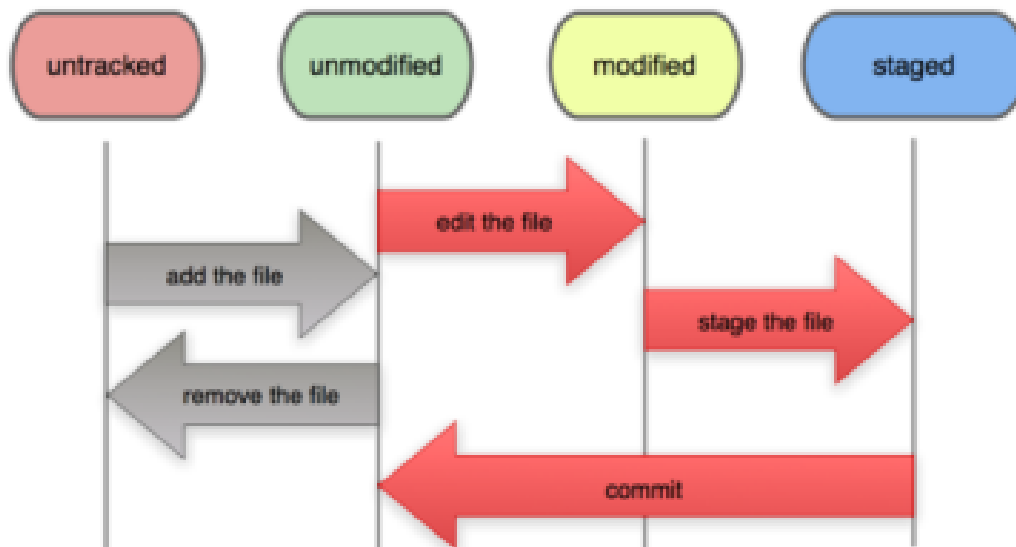 untracked
unmodified
modified
staged
edit the file
add the file
stage the file
remove the file
commit